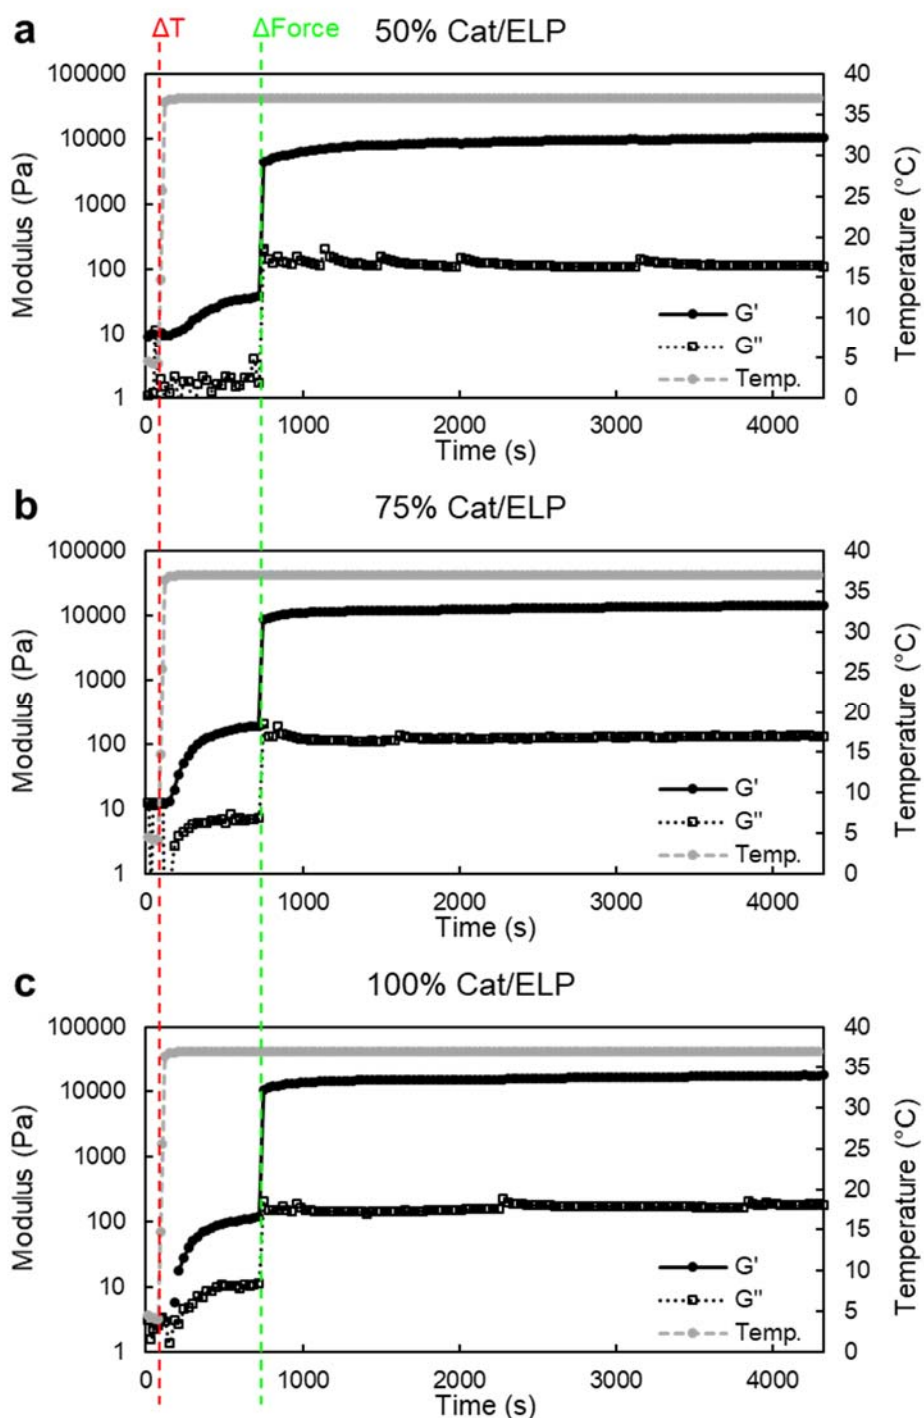 a ΔT ΔForce 50% Cat/ELP
100000 40
10000 35
1000 30
100 25
10 20
1 15
10
5
0
Modulus (Pa)
Temperature (°C)
G'
G"
Temp.
0 1000 2000 3000 4000
Time (s)
b 75% Cat/ELP
100000 40
10000 35
1000 30
100 25
10 20
1 15
10
5
0
Modulus (Pa)
Temperature (°C)
G'
G"
Temp.
0 1000 2000 3000 4000
Time (s)
c 100% Cat/ELP
100000 40
10000 35
1000 30
100 25
10 20
1 15
10
5
0
Modulus (Pa)
Temperature (°C)
G'
G"
Temp.
0 1000 2000 3000 4000
Time (s)